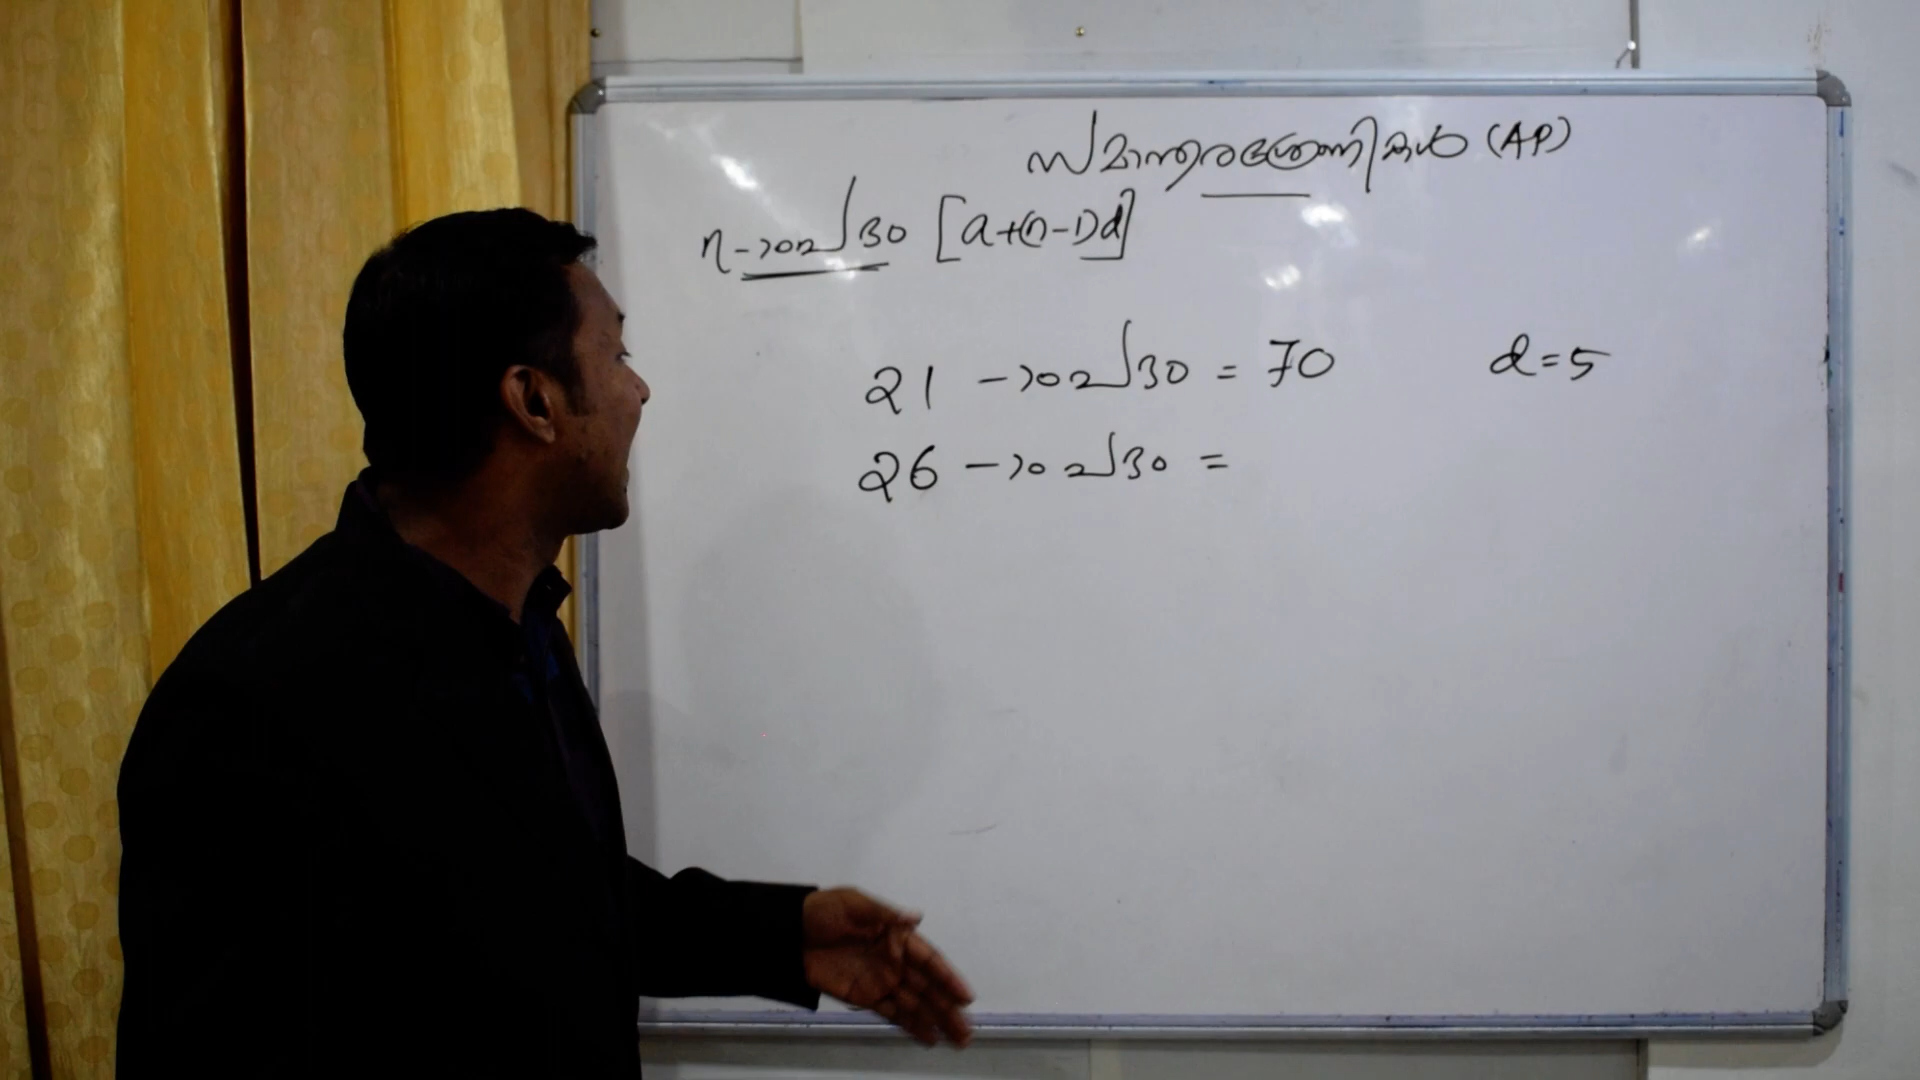 സമാന്തരശ്രേണികൾ (AP)
n-ാംപദം [a+(n-1)d]
21 -ാംപദം = 70 d=5
26 -ാംപദം =